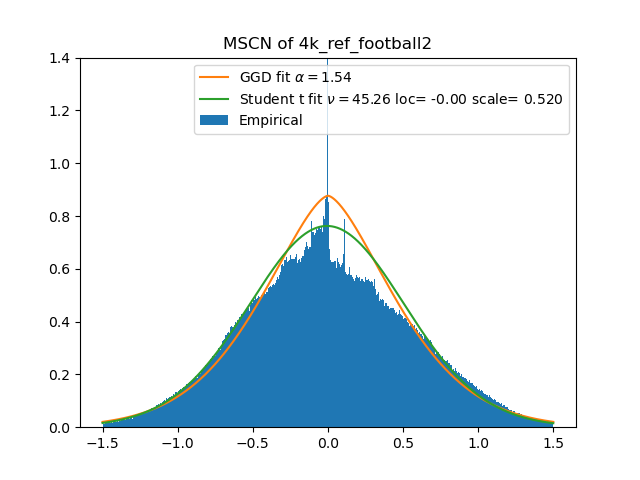 MSCN of 4k_ref_football2
GGD fit α = 1.54
Student t fit ν = 45.26 loc= -0.00 scale= 0.520
Empirical
1.4
1.2
1.0
0.8
0.6
0.4
0.2
0.0
−1.5 −1.0 −0.5 0.0 0.5 1.0 1.5